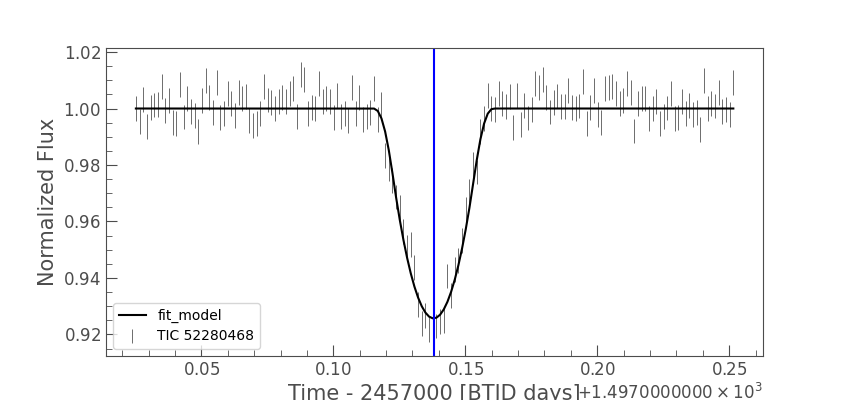 1.02
1.00
0.98
0.96
0.94
0.92
Normalized Flux
fit_model
TIC 52280468
0.05 0.10 0.15 0.20 0.25
Time - 2457000 [BTJD days]
+1.4970000000 × 10³